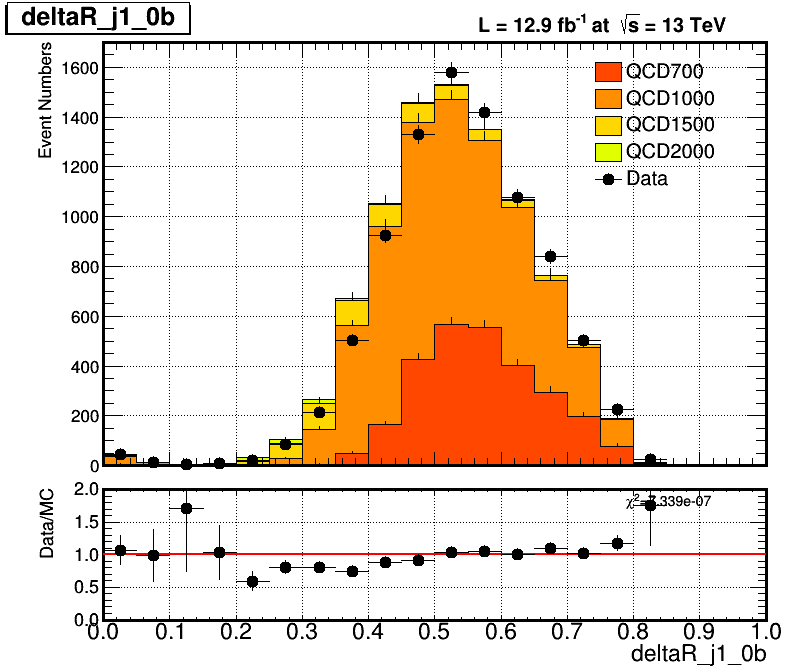 deltaR_j1_0b
L = 12.9 fb⁻¹ at √s = 13 TeV
Event Numbers
1600
1400
1200
1000
800
600
400
200
0
QCD700
QCD1000
QCD1500
QCD2000
Data
Data/MC
2.0
1.5
1.0
0.5
0.0
0.0 0.1 0.2 0.3 0.4 0.5 0.6 0.7 0.8 0.9 1.0
deltaR_j1_0b